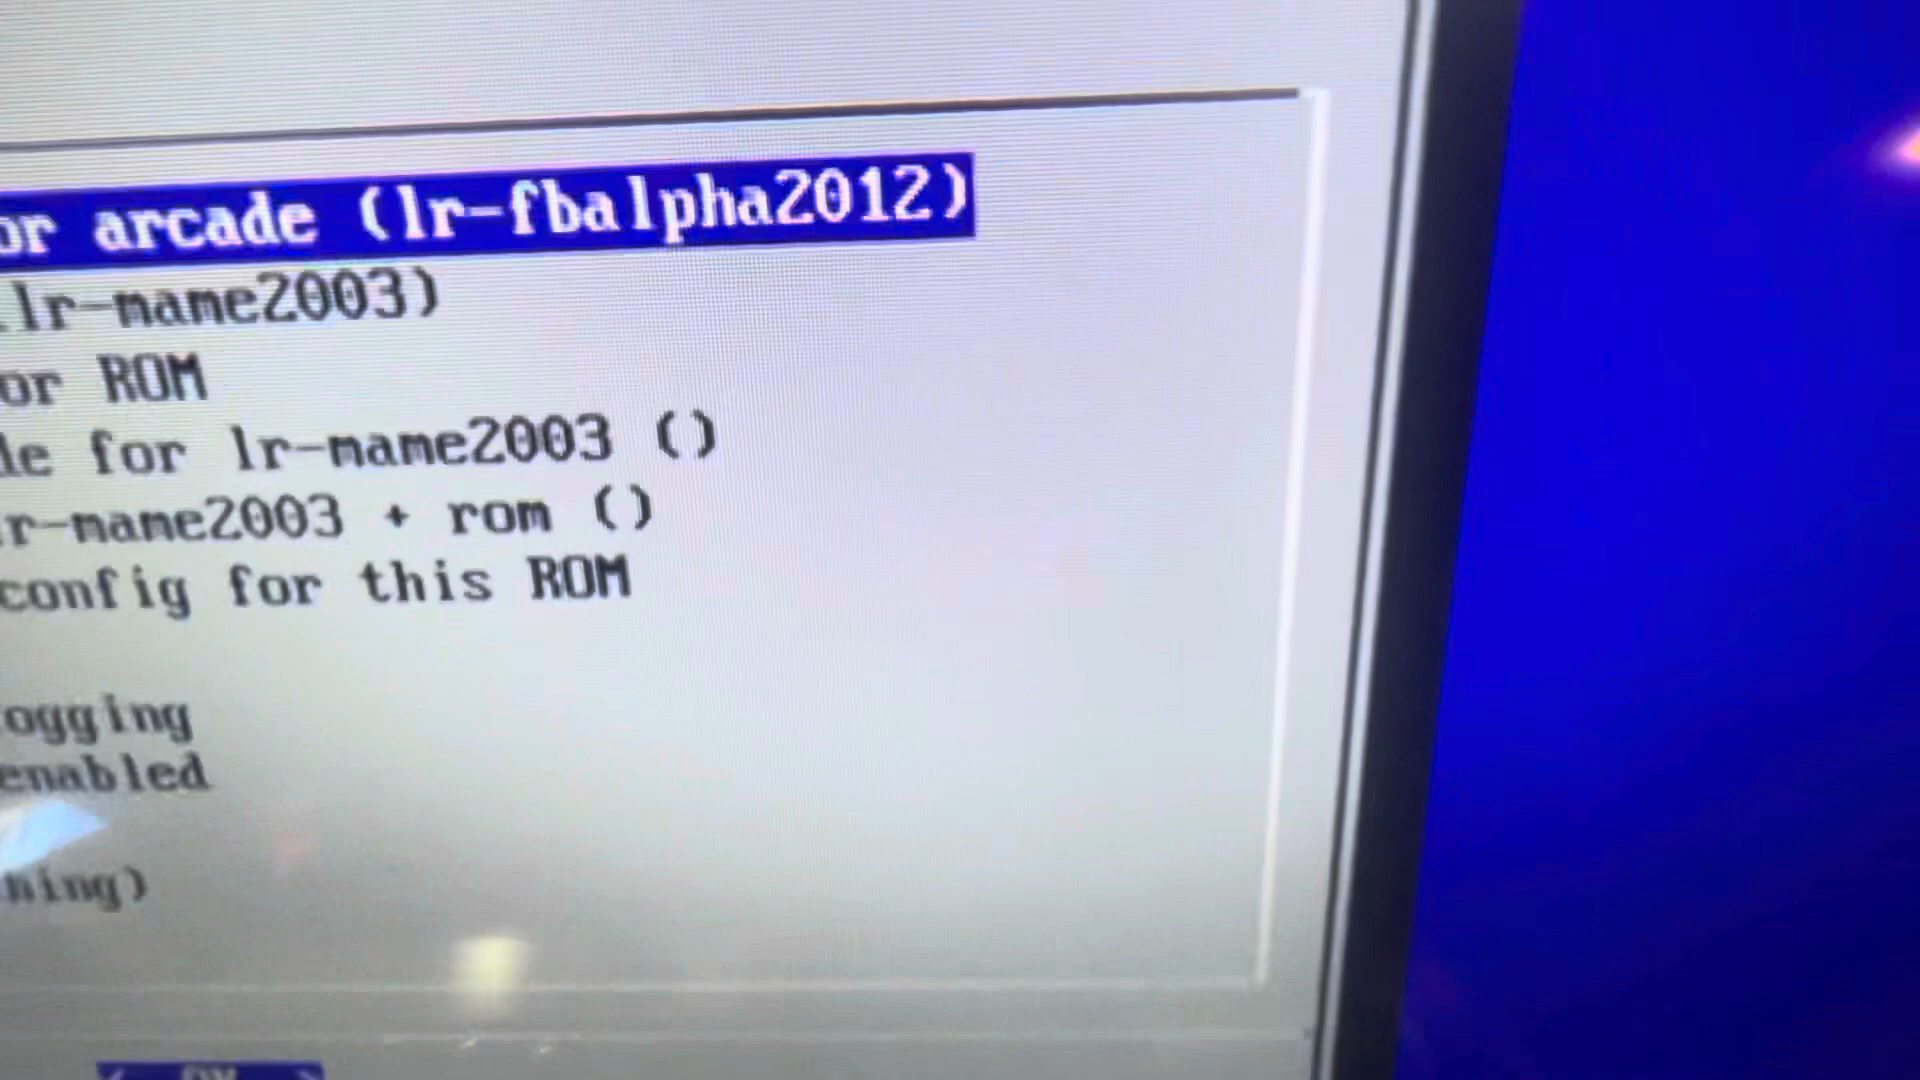 or arcade (lr-fbalpha2012)
lr-mame2003)
or ROM
le for lr-mame2003 ()
r-mame2003 + rom ()
config for this ROM
ogging
enabled
hing)